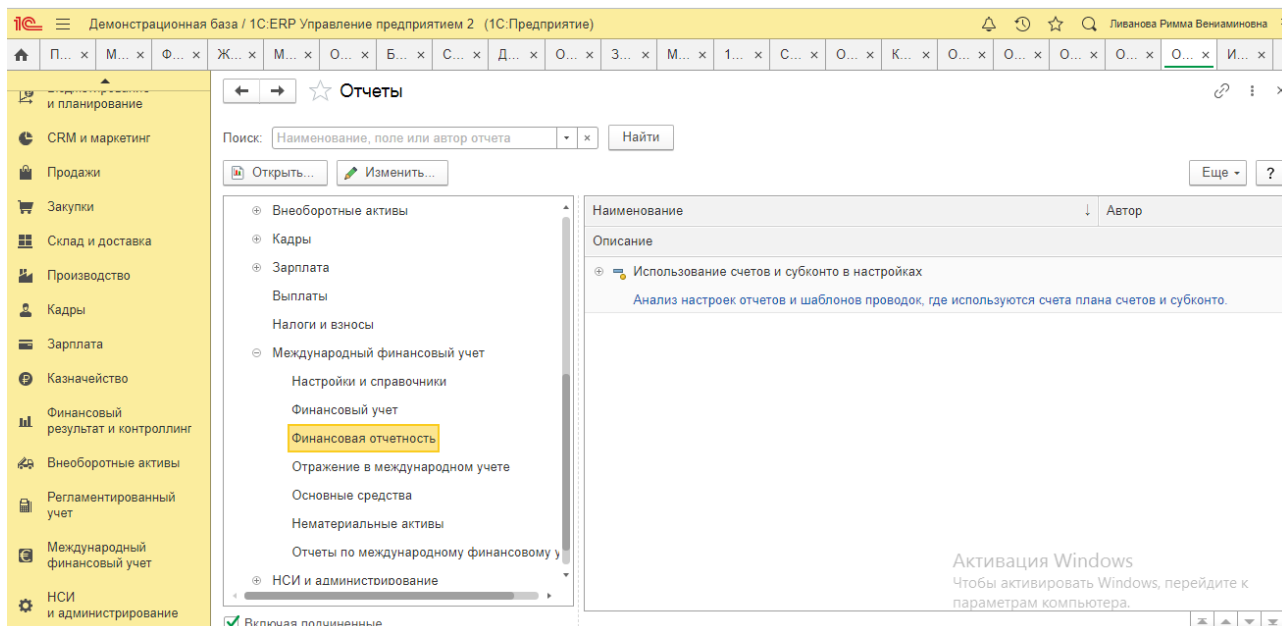 1С Демонстрационная база / 1С:ERP Управление предприятием 2 (1С:Предприятие) Ливанова Римма Вениаминовна
П... × М... × Ф... × Ж... × М... × О... × Б... × С... × Д... × О... × З... × М... × 1... × С... × О... × К... × О... × О... × О... × О... × О... × И... ×
и планирование
CRM и маркетинг
Продажи
Закупки
Склад и доставка
Производство
Кадры
Зарплата
Казначейство
Финансовый
результат и контроллинг
Внеоборотные активы
Регламентированный
учет
Международный
финансовый учет
НСИ
и администрирование
Отчеты
Поиск: Наименование, поле или автор отчета Найти
Открыть... Изменить... Еще ?
Внеоборотные активы
Кадры
Зарплата
Выплаты
Налоги и взносы
Международный финансовый учет
Настройки и справочники
Финансовый учет
Финансовая отчетность
Отражение в международном учете
Основные средства
Нематериальные активы
Отчеты по международному финансовому у
НСИ и администрирование
Включая подчиненные
Наименование Автор
Описание
Использование счетов и субконто в настройках
Анализ настроек отчетов и шаблонов проводок, где используются счета плана счетов и субконто.
Активация Windows
Чтобы активировать Windows, перейдите к
параметрам компьютера.